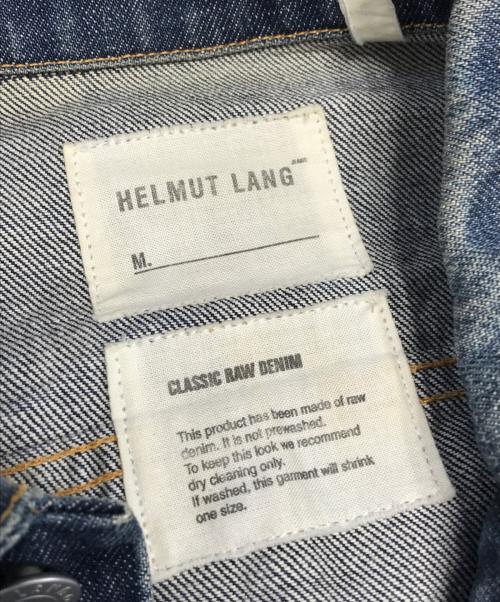 HELMUT LANG
JEANS
M.
CLASSIC RAW DENIM
This product has been made of raw
denim. It is not prewashed.
To keep this look we recommend
dry cleaning only.
If washed, this garment will shrink
one size.